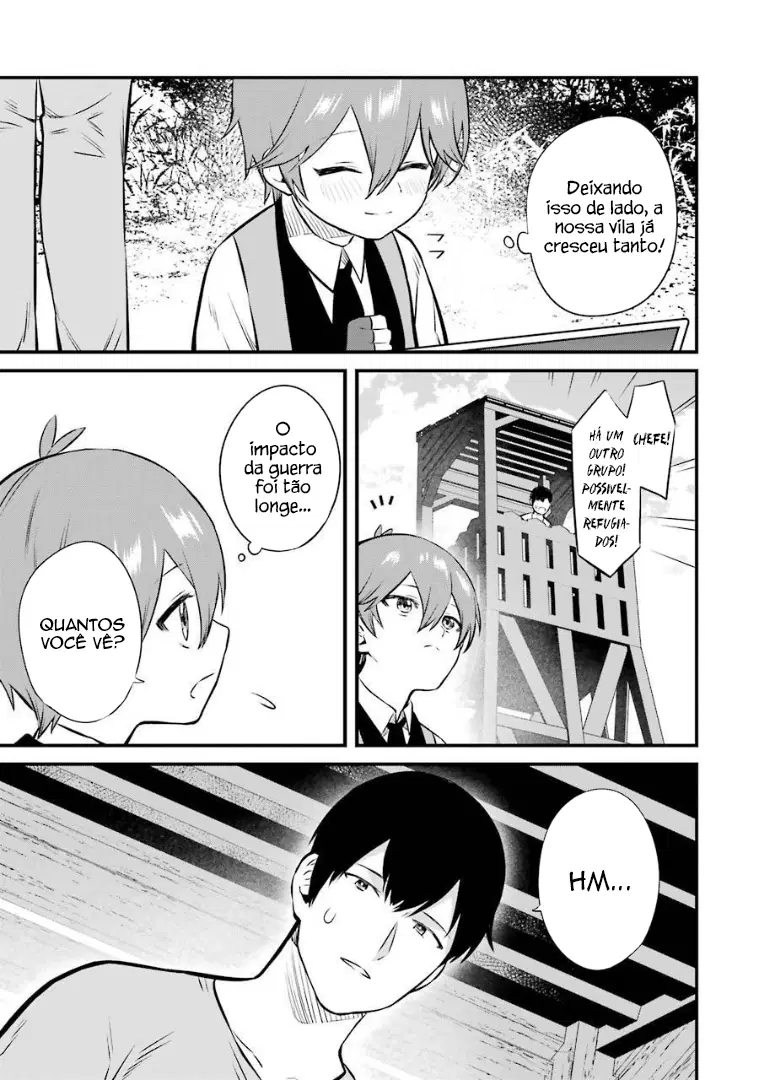 Deixando
isso de lado, a
nossa vila já
cresceu tanto!
CHEFE!
HÁ UM
OUTRO
GRUPO!
POSSIVEL-
MENTE
REFUGIA-
DOS!
O
impacto
da guerra
foi tão
longe...
QUANTOS
VOCÊ VÊ?
HM...